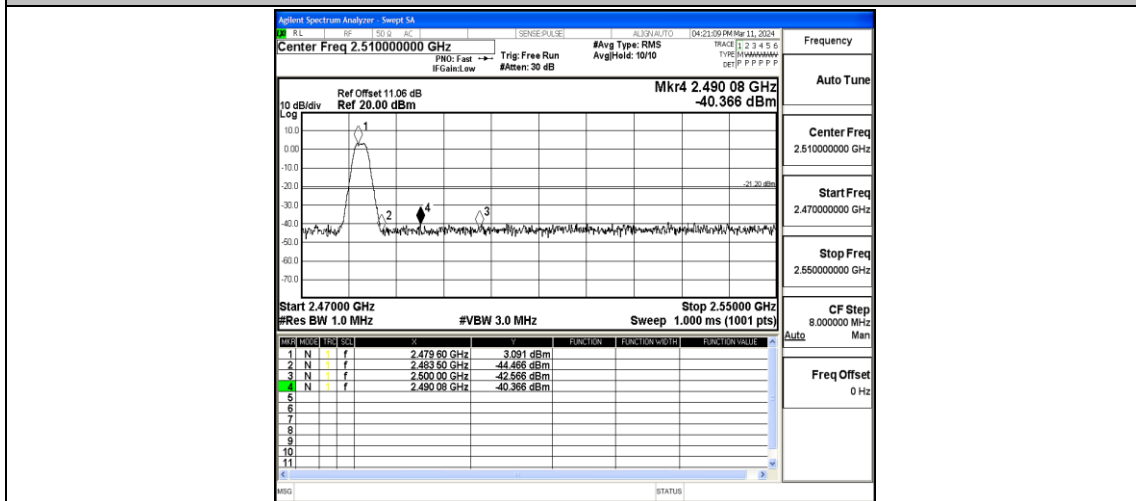 Agilent Spectrum Analyzer - Swept SA
RL RF 50 Ω AC SENSE:PULSE ALIGN AUTO 04:21:09 PM Mar 11, 2024
Center Freq 2.510000000 GHz
PNO: Fast
IFGain:Low
Trig: Free Run
#Atten: 30 dB
#Avg Type: RMS
Avg|Hold: 10/10
TRACE 1 2 3 4 5 6
TYPE
DET P P P P P P
Frequency
Mkr4 2.490 08 GHz
-40.366 dBm
Ref Offset 11.06 dB
10 dB/div Ref 20.00 dBm
Log
10.0
0.00
-10.0
-20.0
-30.0
-40.0
-50.0
-60.0
-70.0
1
2
4
3
-21.20 dBm
Start 2.47000 GHz Stop 2.55000 GHz
#Res BW 1.0 MHz #VBW 3.0 MHz Sweep 1.000 ms (1001 pts)
MKR MODE TRC SCL X Y FUNCTION FUNCTION WIDTH FUNCTION VALUE
1 N 1 f 2.479 60 GHz 3.091 dBm
2 N 1 f 2.483 50 GHz -44.466 dBm
3 N 1 f 2.500 00 GHz -42.566 dBm
4 N 1 f 2.490 08 GHz -40.366 dBm
5
6
7
8
9
10
11
MSG STATUS
Auto Tune
Center Freq
2.510000000 GHz
Start Freq
2.470000000 GHz
Stop Freq
2.550000000 GHz
CF Step
8.000000 MHz
Auto Man
Freq Offset
0 Hz